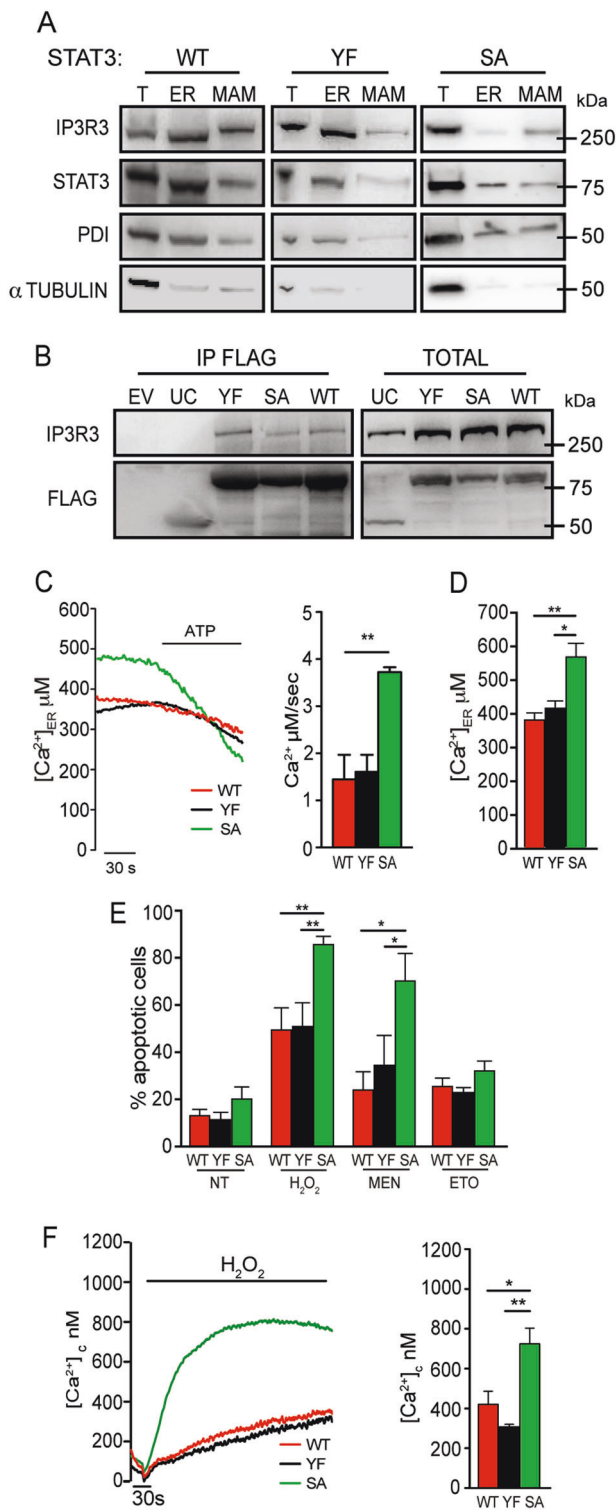 A
STAT3: WT YF SA
T ER MAM T ER MAM T ER MAM kDa
IP3R3 250
STAT3 75
PDI 50
α TUBULIN 50
B
IP FLAG TOTAL
EV UC YF SA WT UC YF SA WT kDa
IP3R3 250
FLAG 75
50
C
[Ca²⁺]ER µM
600
500
400
300
200
100
0
ATP
WT
YF
SA
30 s
Ca²⁺ µM/sec
5
4
3
2
1
0
**
WT YF SA
D
[Ca²⁺]ER µM
700
600
500
400
300
200
100
0
**
*
WT YF SA
E
% apoptotic cells
100
80
60
40
20
0
** **
* *
WT YF SA WT YF SA WT YF SA WT YF SA
NT H₂O₂ MEN ETO
F
[Ca²⁺]c nM
1200
1000
800
600
400
200
0
H₂O₂
WT
YF
SA
30s
[Ca²⁺]c nM
1200
1000
800
600
400
200
0
*
**
WT YF SA